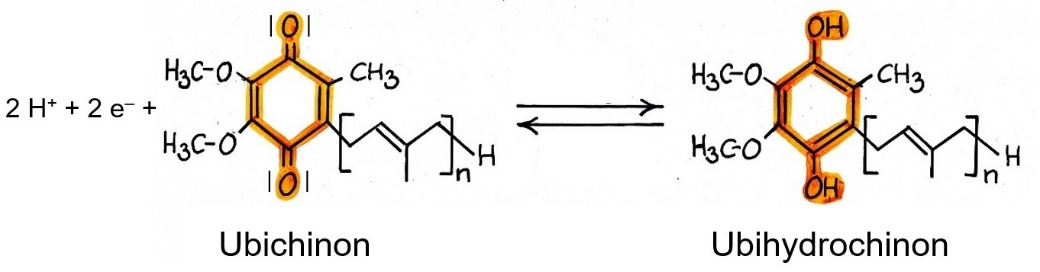 |O| OH
H₃C-O CH₃ H₃C-O CH₃
2 H⁺ + 2 e⁻ +
H₃C-O H₃C-O
H H
n n
|O| OH
Ubichinon Ubihydrochinon